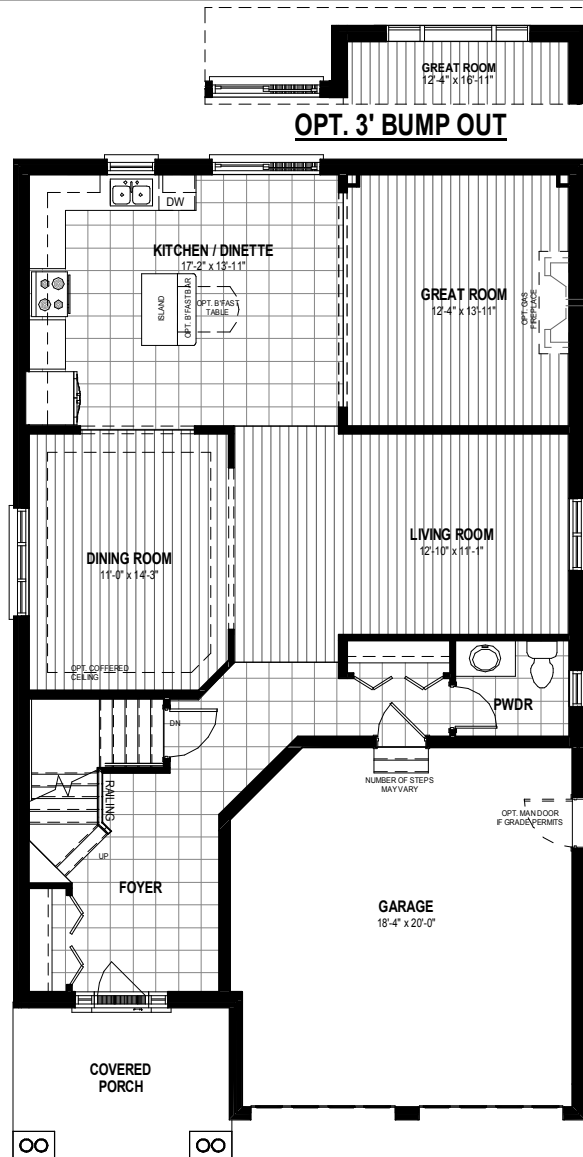 GREAT ROOM
12'-4" x 16'-11"
OPT. 3' BUMP OUT
DW
KITCHEN / DINETTE
17'-2" x 13'-11"
ISLAND
OPT. B'FAST BAR
OPT. B'FAST
TABLE
GREAT ROOM
12'-4" x 13'-11"
OPT. GAS
FIREPLACE
DINING ROOM
11'-0" x 14'-3"
LIVING ROOM
12'-10" x 11'-1"
OPT. COFFERED
CEILING
PWDR
DN
NUMBER OF STEPS
MAY VARY
RAILING
UP
OPT. MAN DOOR
IF GRADE PERMITS
FOYER
GARAGE
18'-4" x 20'-0"
COVERED
PORCH